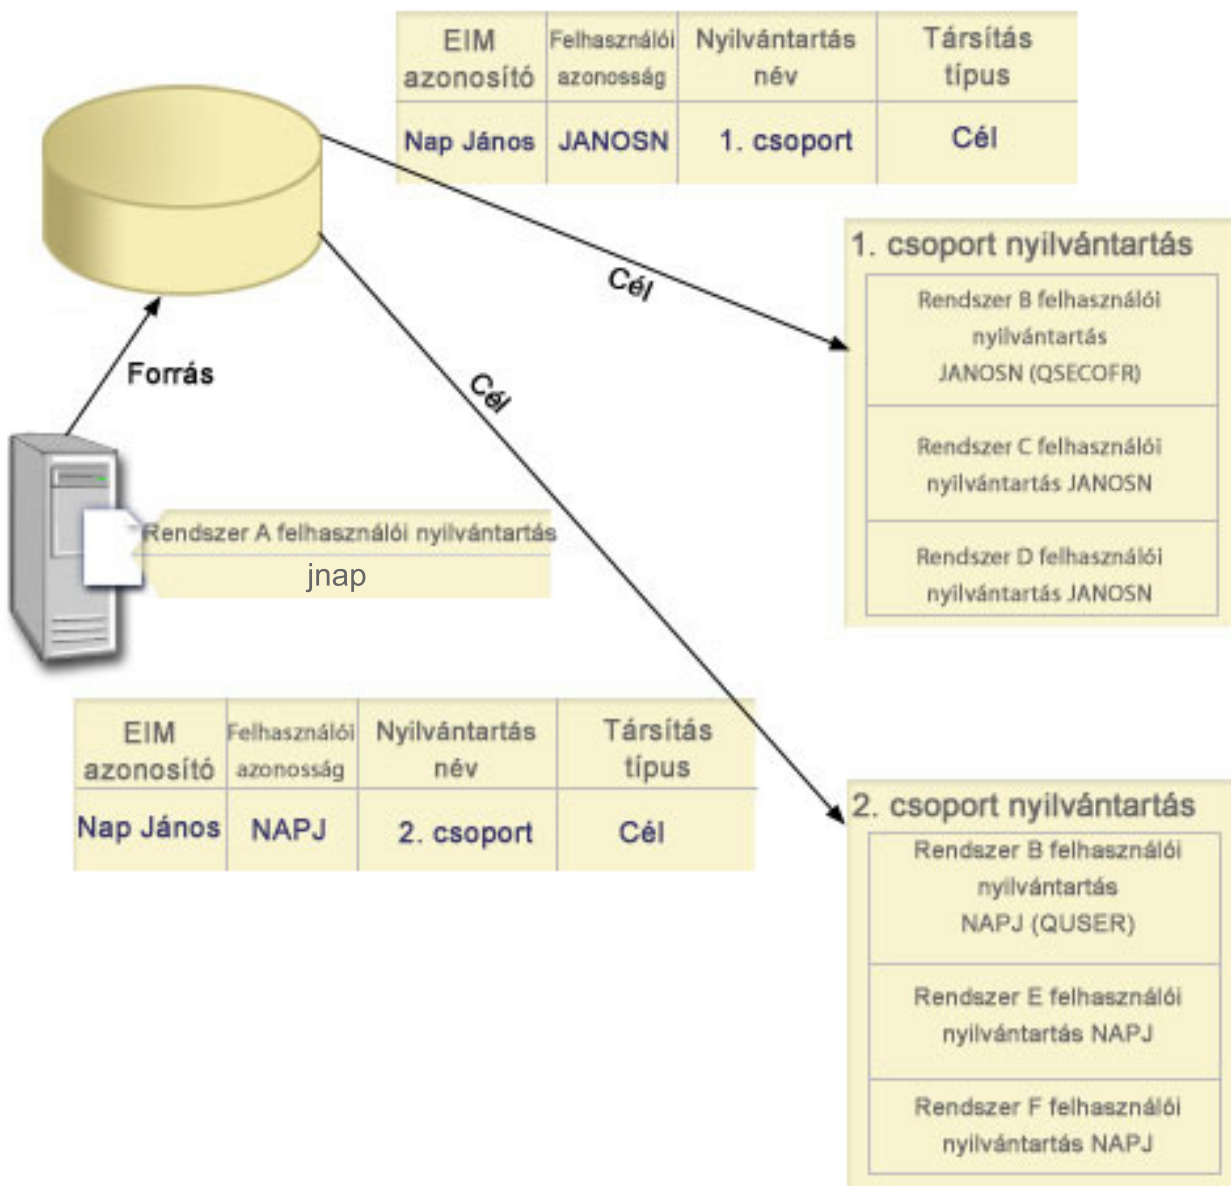 EIM azonosító
Felhasználói azonosság
Nyilvántartás név
Társítás típus
Nap János
JANOSN
1. csoport
Cél
1. csoport nyilvántartás
Rendszer B felhasználói
nyilvántartás
JANOSN (QSECOFR)
Rendszer C felhasználói
nyilvántartás JANOSN
Rendszer D felhasználói
nyilvántartás JANOSN
Cél
Cél
Forrás
Rendszer A felhasználói nyilvántartás
jnap
EIM azonosító
Felhasználói azonosság
Nyilvántartás név
Társítás típus
Nap János
NAPJ
2. csoport
Cél
2. csoport nyilvántartás
Rendszer B felhasználói
nyilvántartás
NAPJ (QUSER)
Rendszer E felhasználói
nyilvántartás NAPJ
Rendszer F felhasználói
nyilvántartás NAPJ